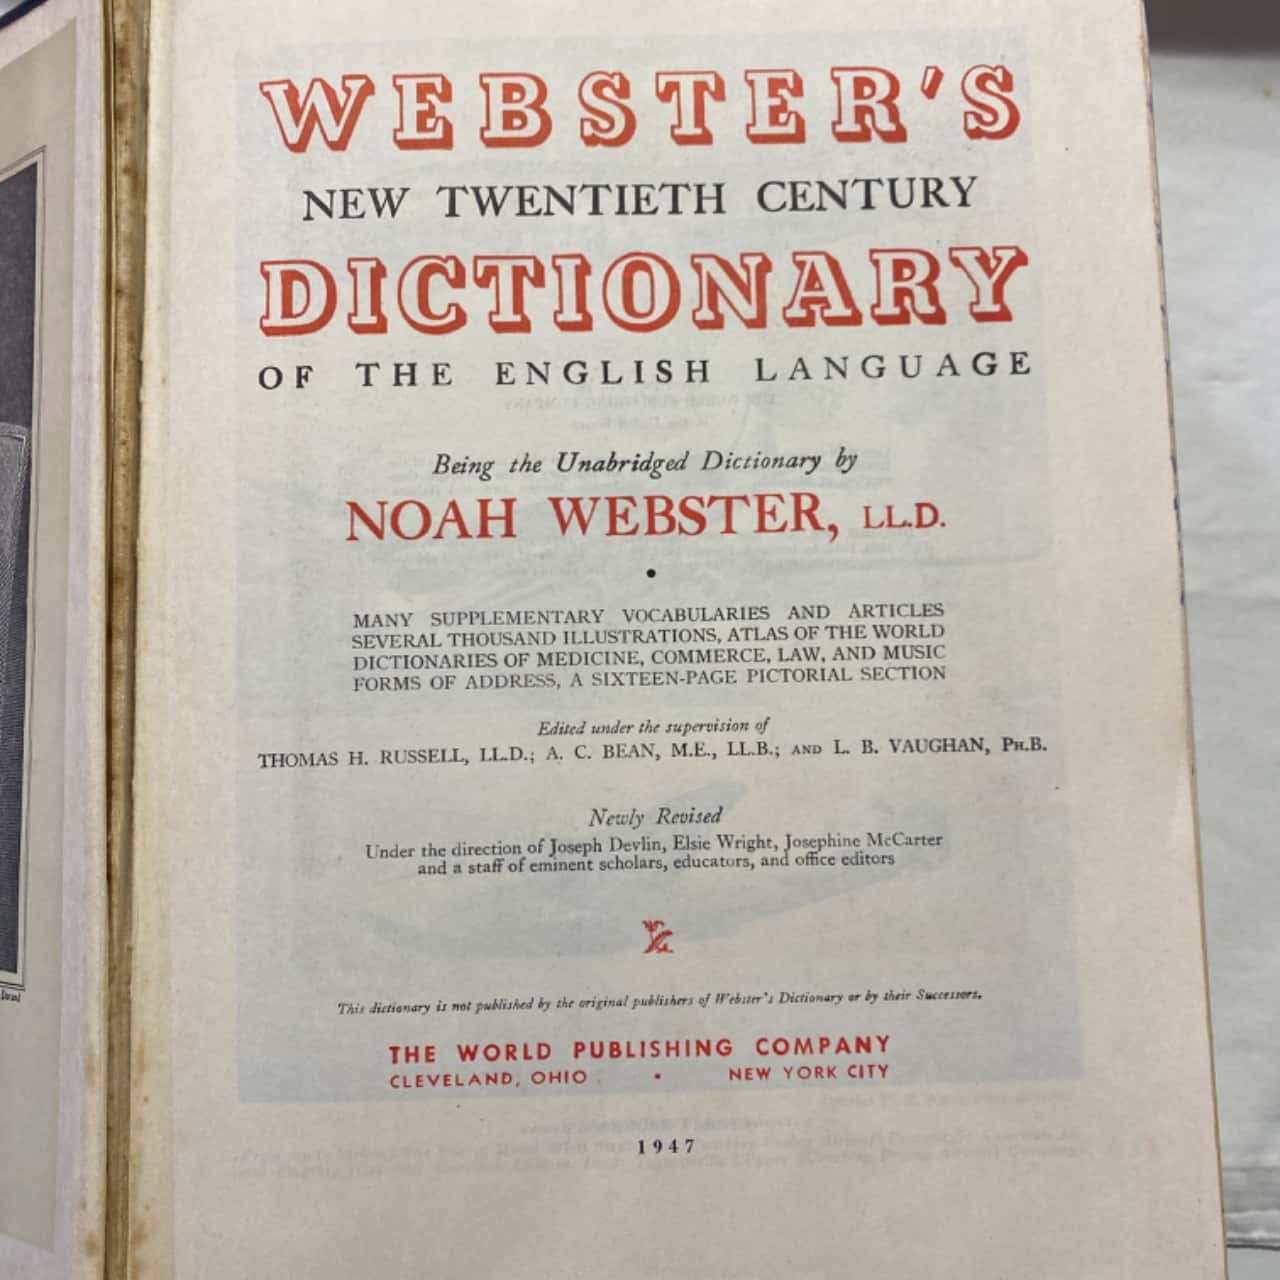 WEBSTER'S
NEW TWENTIETH CENTURY
DICTIONARY
OF THE ENGLISH LANGUAGE
Being the Unabridged Dictionary by
NOAH WEBSTER, LL.D.
•
MANY SUPPLEMENTARY VOCABULARIES AND ARTICLES
SEVERAL THOUSAND ILLUSTRATIONS, ATLAS OF THE WORLD
DICTIONARIES OF MEDICINE, COMMERCE, LAW, AND MUSIC
FORMS OF ADDRESS, A SIXTEEN-PAGE PICTORIAL SECTION
Edited under the supervision of
THOMAS H. RUSSELL, LL.D.; A. C. BEAN, M.E., LL.B.; AND L. B. VAUGHAN, PH.B.
Newly Revised
Under the direction of Joseph Devlin, Elsie Wright, Josephine McCarter
and a staff of eminent scholars, educators, and office editors
This dictionary is not published by the original publishers of Webster's Dictionary or by their Successors.
THE WORLD PUBLISHING COMPANY
CLEVELAND, OHIO • NEW YORK CITY
1947